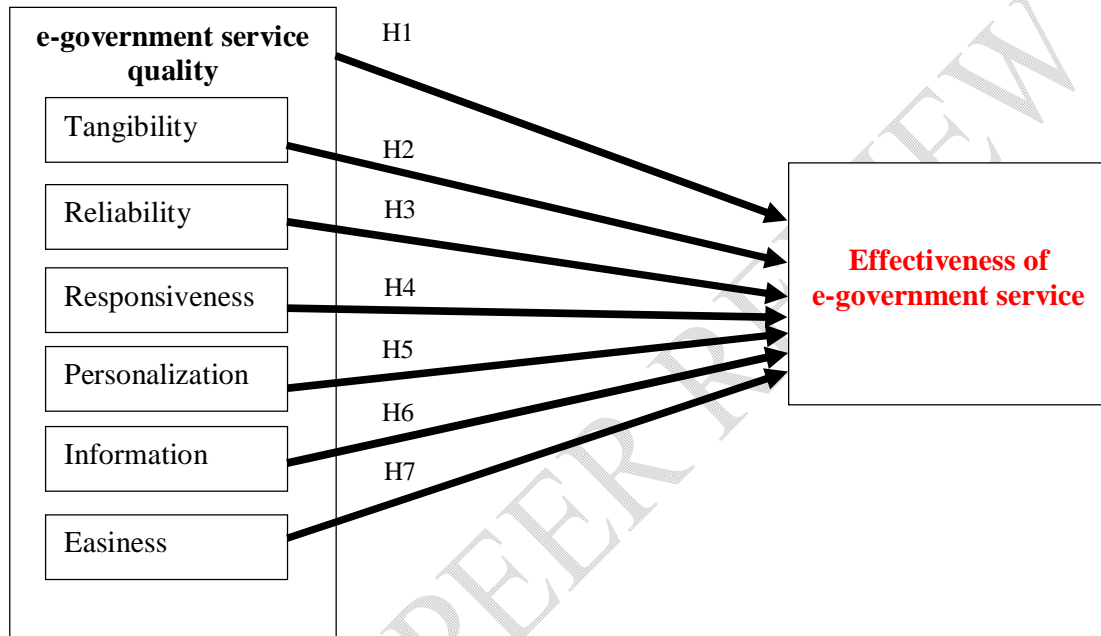 e-government service
quality
Tangibility
Reliability
Responsiveness
Personalization
Information
Easiness
H1
H2
H3
H4
H5
H6
H7
Effectiveness of
e-government service
PEER REVIEW